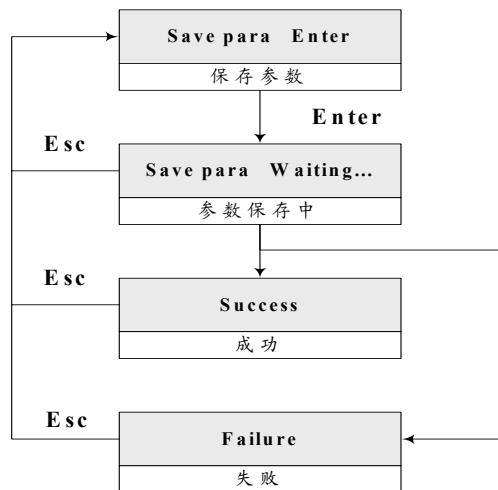 Save para Enter
保存参数
Enter
Esc
Save para Waiting...
参数保存中
Esc
Success
成功
Esc
Failure
失败